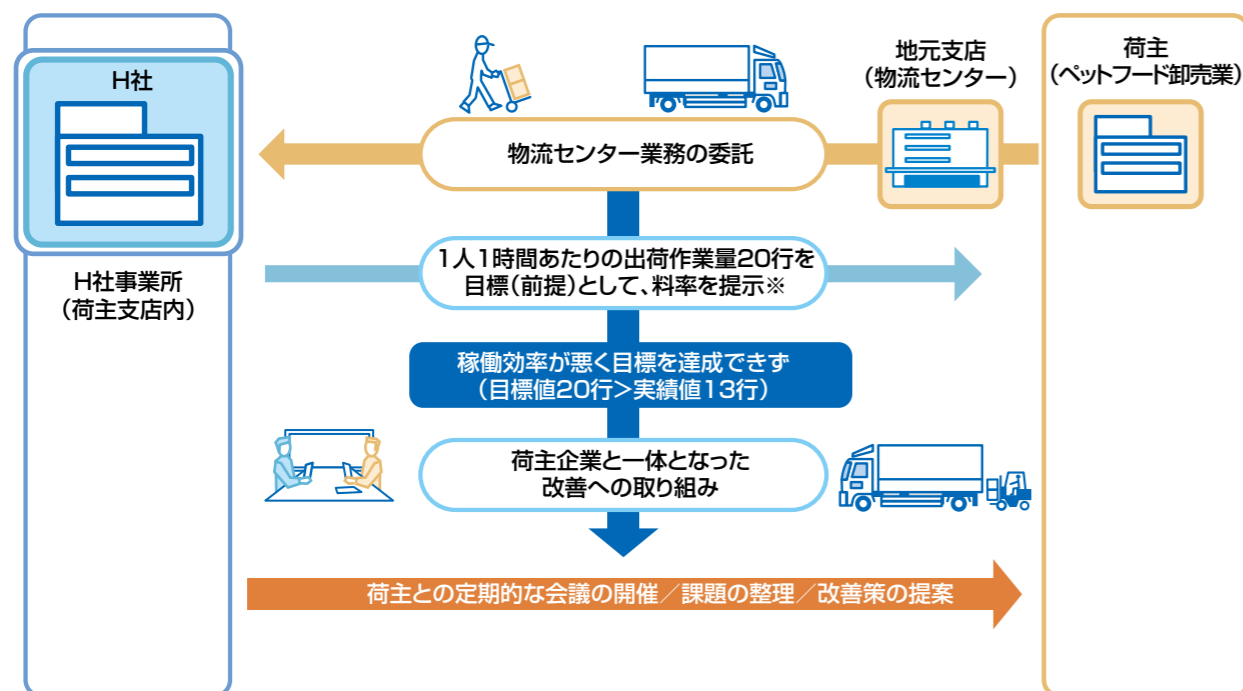 H社
H社事業所
（荷主支店内）
地元支店
（物流センター）
荷主
（ペットフード卸売業）
物流センター業務の委託
1人1時間あたりの出荷作業量20行を
目標（前提）として、料率を提示※
稼働効率が悪く目標を達成できず
（目標値20行＞実績値13行）
荷主企業と一体となった
改善への取り組み
荷主との定期的な会議の開催／課題の整理／改善策の提案